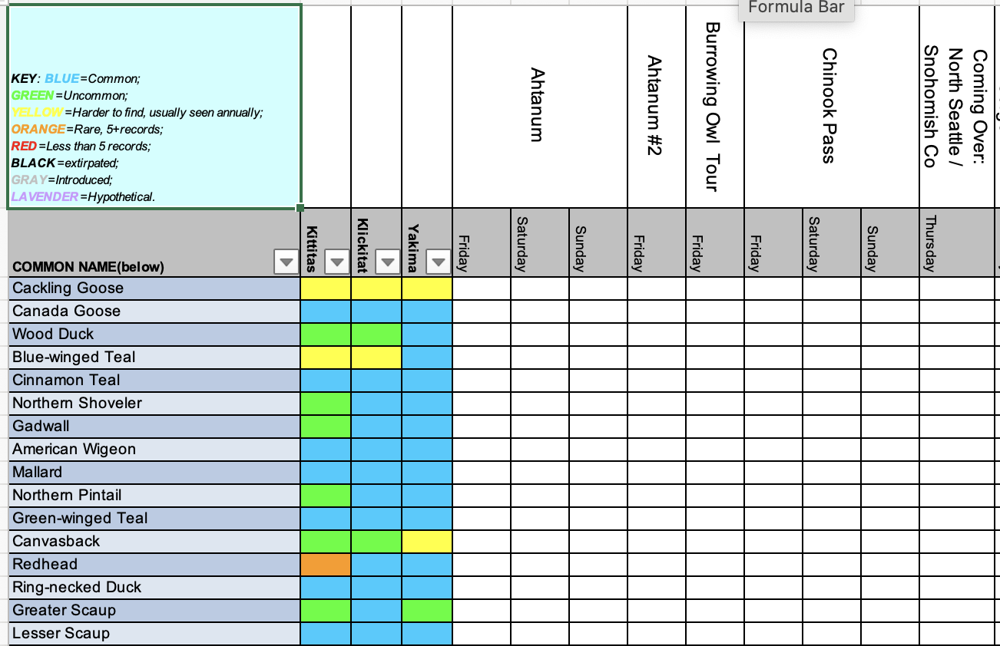 Formula Bar
KEY: BLUE=Common;
GREEN=Uncommon;
YELLOW=Harder to find, usually seen annually;
ORANGE=Rare, 5+records;
RED=Less than 5 records;
BLACK=extirpated;
GRAY=Introduced;
LAVENDER=Hypothetical.
Ahtanum
Ahtanum #2
Burrowing Owl Tour
Chinook Pass
Coming Over:
North Seattle /
Snohomish Co
COMMON NAME(below)
Kittitas
Klickitat
Yakima
Friday
Saturday
Sunday
Friday
Friday
Friday
Saturday
Sunday
Thursday
Cackling Goose
Canada Goose
Wood Duck
Blue-winged Teal
Cinnamon Teal
Northern Shoveler
Gadwall
American Wigeon
Mallard
Northern Pintail
Green-winged Teal
Canvasback
Redhead
Ring-necked Duck
Greater Scaup
Lesser Scaup